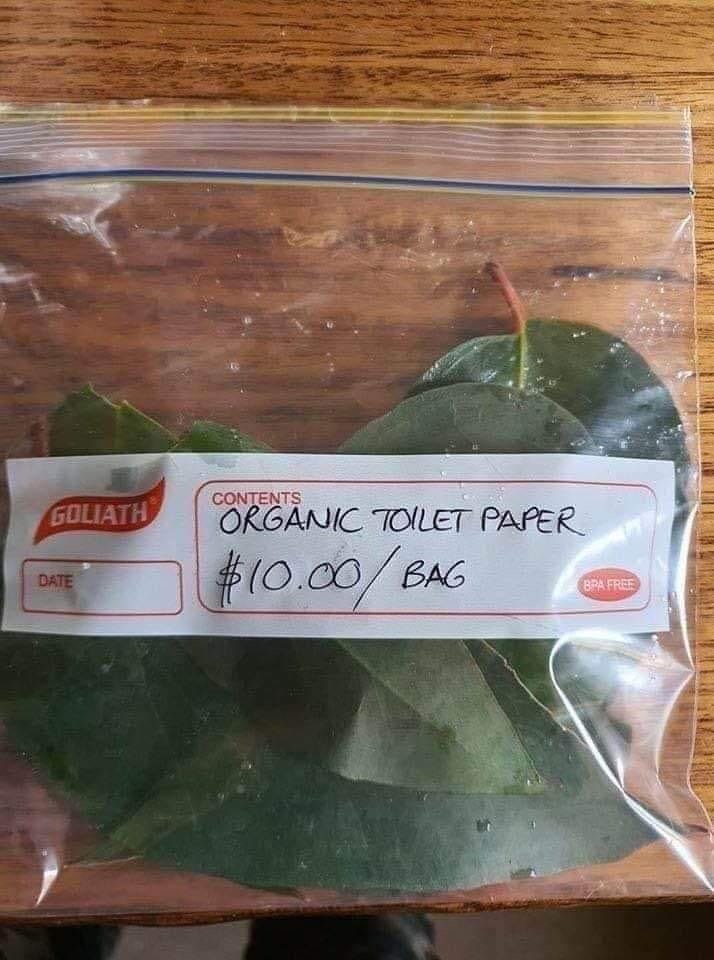 GOLIATH®
CONTENTS
ORGANIC TOILET PAPER
$10.00/ BAG
DATE
BPA FREE